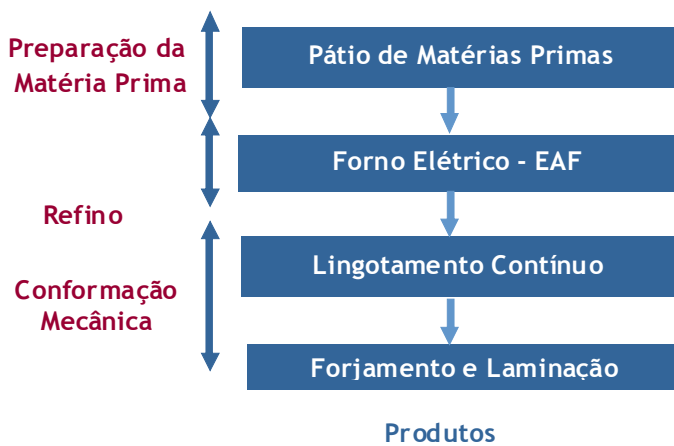 Preparação da
Matéria Prima
Pátio de Matérias Primas
Forno Elétrico - EAF
Refino
Lingotamento Contínuo
Conformação
Mecânica
Forjamento e Laminação
Produtos